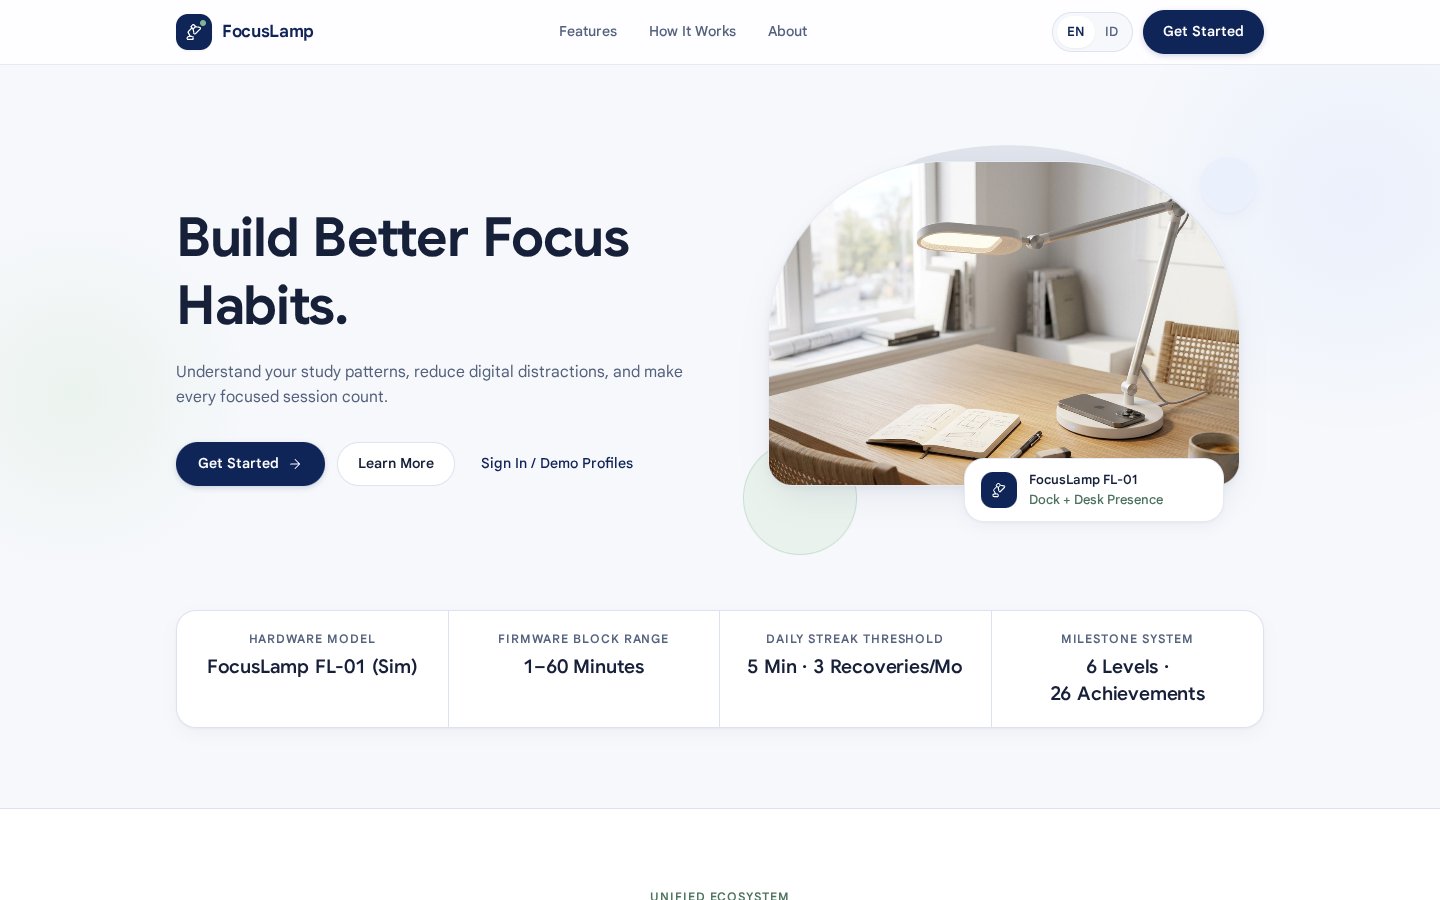 FocusLamp
Features
How It Works
About
EN
ID
Get Started
Build Better Focus
Habits.
Understand your study patterns, reduce digital distractions, and make
every focused session count.
Get Started →
Learn More
Sign In / Demo Profiles
FocusLamp FL-01
Dock + Desk Presence
HARDWARE MODEL
FocusLamp FL-01 (Sim)
FIRMWARE BLOCK RANGE
1–60 Minutes
DAILY STREAK THRESHOLD
5 Min · 3 Recoveries/Mo
MILESTONE SYSTEM
6 Levels ·
26 Achievements
UNIFIED ECOSYSTEM